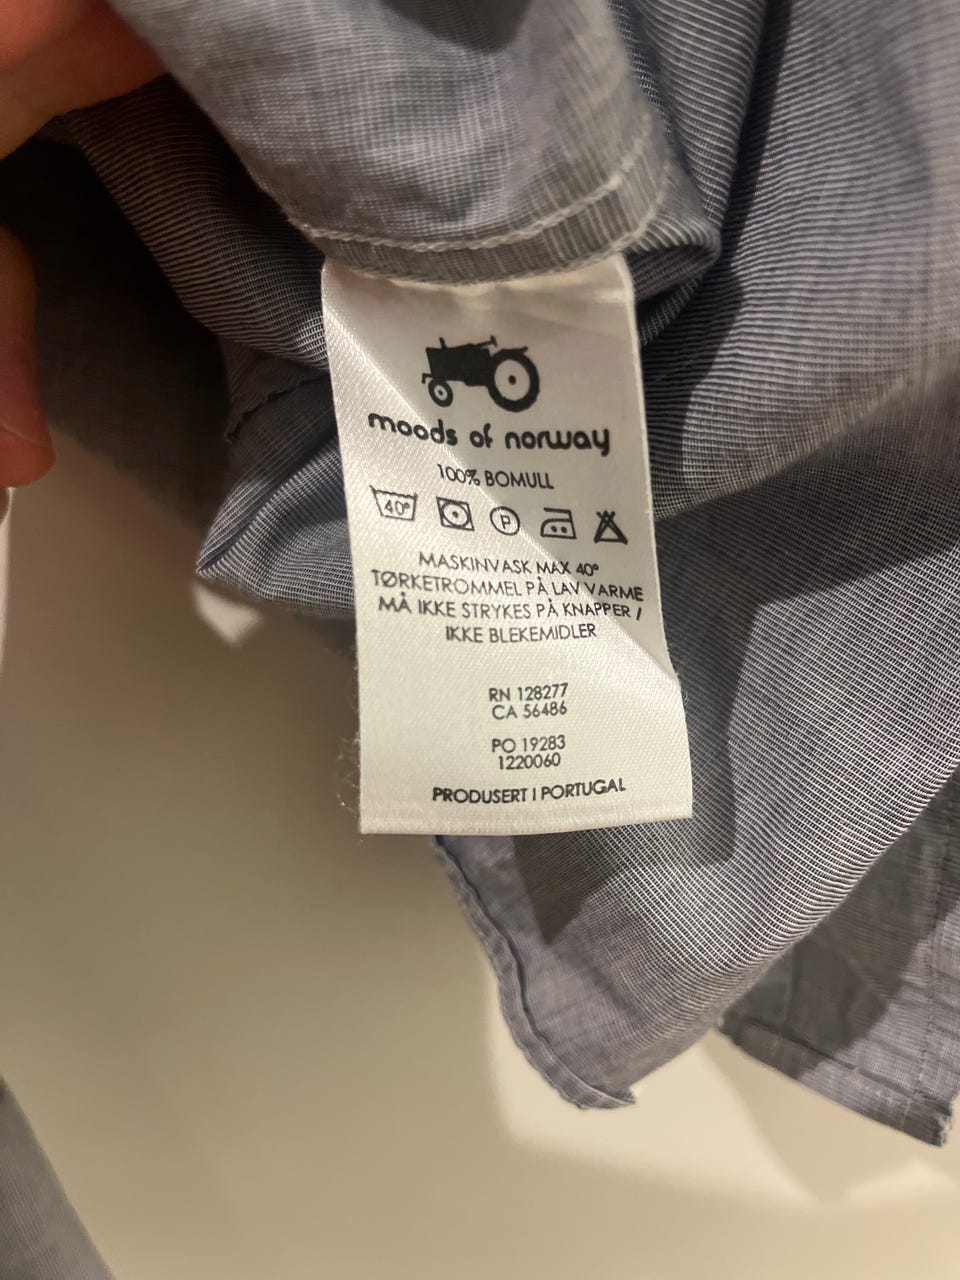 moods of norway
100% BOMULL
40° P
MASKINVASK MAX 40°
TØRKETROMMEL PÅ LAV VARME
MÅ IKKE STRYKES PÅ KNAPPER /
IKKE BLEKEMIDLER
RN 128277
CA 56486
PO 19283
1220060
PRODUSERT I PORTUGAL